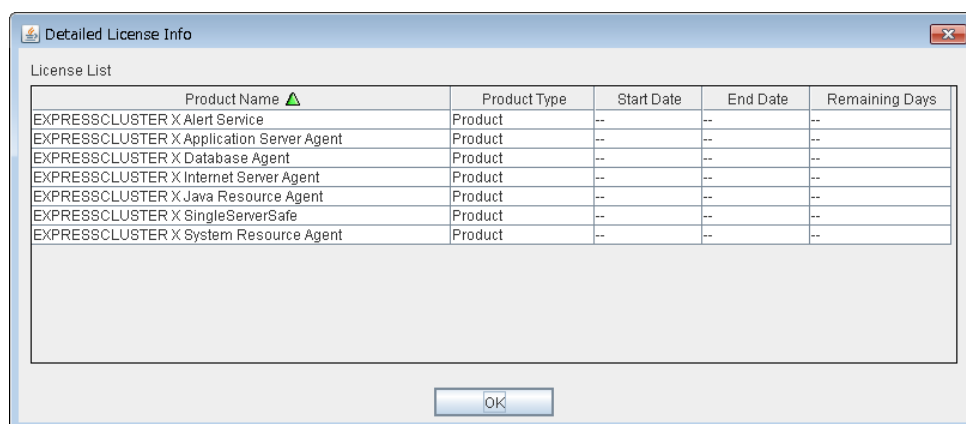 Detailed License Info
License List
Product Name Product Type Start Date End Date Remaining Days
EXPRESSCLUSTER X Alert Service Product -- -- --
EXPRESSCLUSTER X Application Server Agent Product -- -- --
EXPRESSCLUSTER X Database Agent Product -- -- --
EXPRESSCLUSTER X Internet Server Agent Product -- -- --
EXPRESSCLUSTER X Java Resource Agent Product -- -- --
EXPRESSCLUSTER X SingleServerSafe Product -- -- --
EXPRESSCLUSTER X System Resource Agent Product -- -- --
OK